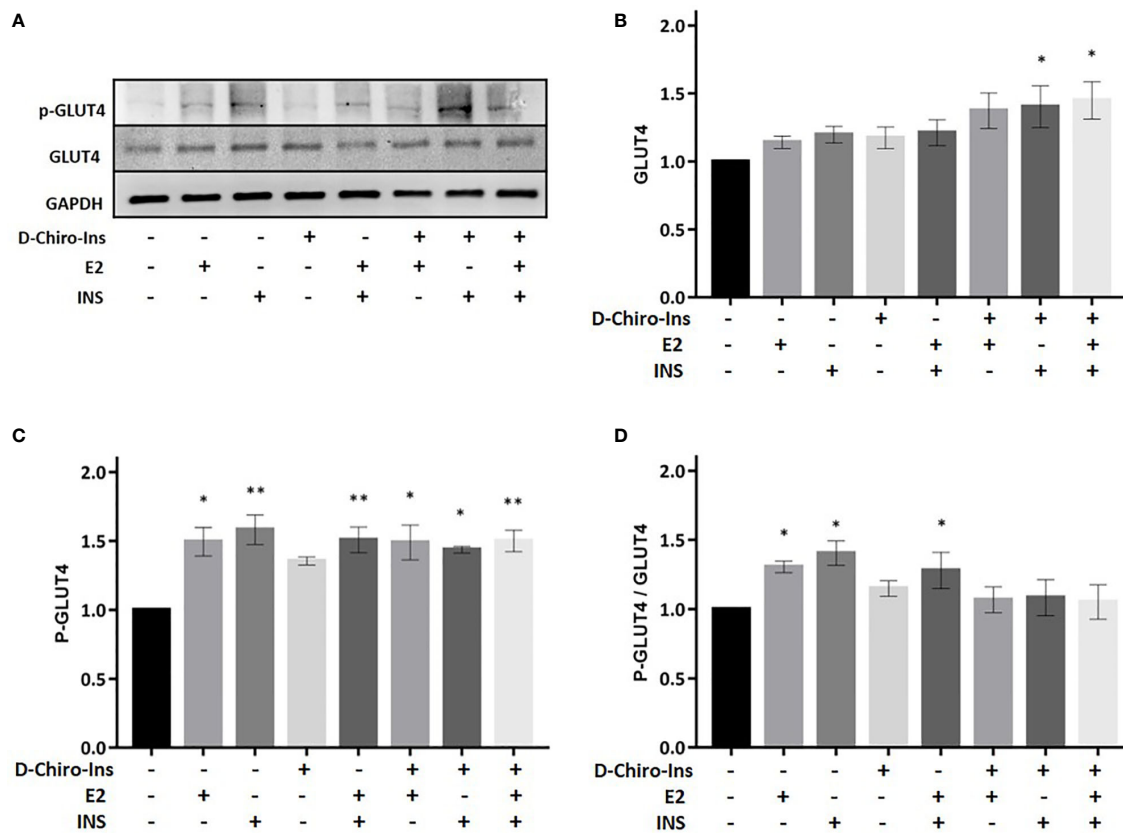 A
p-GLUT4
GLUT4
GAPDH
D-Chiro-Ins - - - + - + + +
E2 - + - - + + - +
INS - - + - + - + +
B
GLUT4
2.0
1.5
1.0
0.5
0.0
* *
D-Chiro-Ins - - - + - + + +
E2 - + - - + + - +
INS - - + - + - + +
C
P-GLUT4
2.0
1.5
1.0
0.5
0.0
* ** ** * * **
D-Chiro-Ins - - - + - + + +
E2 - + - - + + - +
INS - - + - + - + +
D
P-GLUT4 / GLUT4
2.0
1.5
1.0
0.5
0.0
* * *
D-Chiro-Ins - - - + - + + +
E2 - + - - + + - +
INS - - + - + - + +